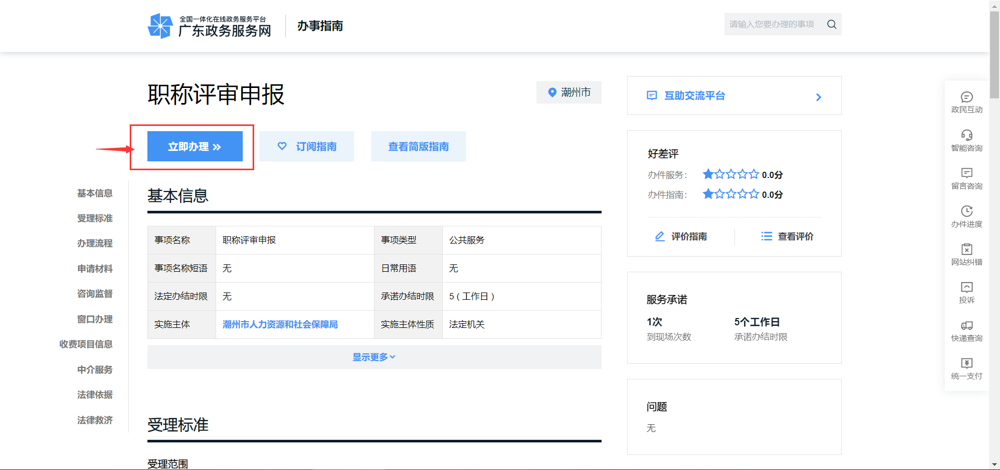 全国一体化在线政务服务平台
广东政务服务网
办事指南
请输入您要办理的事项
职称评审申报
潮州市
立即办理
订阅指南
查看简版指南
基本信息
受理标准
办理流程
申请材料
咨询监督
窗口办理
收费项目信息
中介服务
法律依据
法律救济
基本信息
事项名称 职称评审申报 事项类型 公共服务
事项名称短语 无 日常用语 无
法定办结时限 无 承诺办结时限 5 ( 工作日 )
实施主体 潮州市人力资源和社会保障局 实施主体性质 法定机关
显示更多
受理标准
受理范围
互助交流平台
好差评
办件服务: 0.0分
办件指南: 0.0分
评价指南 查看评价
服务承诺
1次 5个工作日
到现场次数 承诺办结时限
问题
无
政民互动
智能咨询
留言咨询
办件进度
网站纠错
投诉
快递查询
统一支付